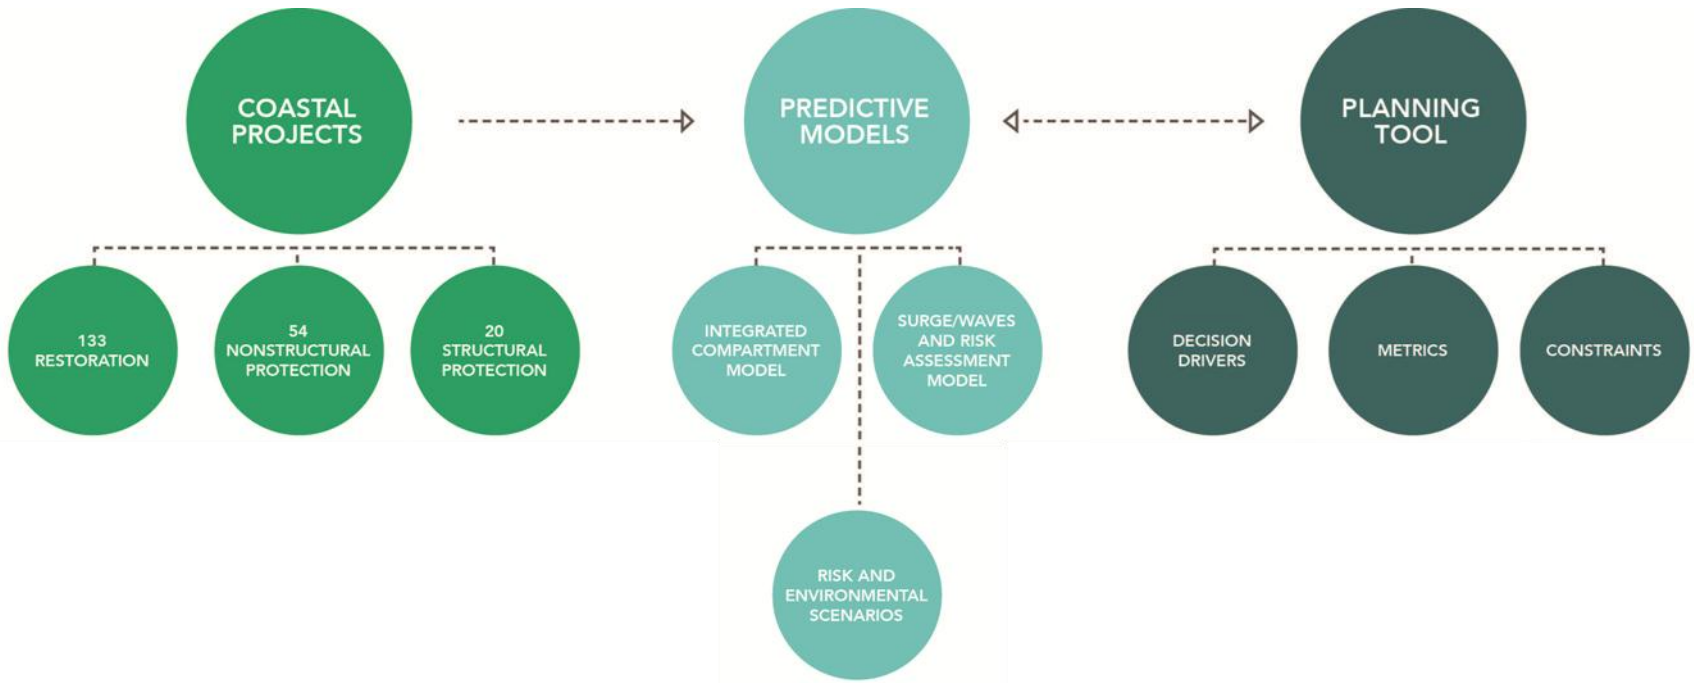 COASTAL
PROJECTS
PREDICTIVE
MODELS
PLANNING
TOOL
133
RESTORATION
54
NONSTRUCTURAL
PROTECTION
20
STRUCTURAL
PROTECTION
INTEGRATED
COMPARTMENT
MODEL
SURGE/WAVES
AND RISK
ASSESSMENT
MODEL
DECISION
DRIVERS
METRICS
CONSTRAINTS
RISK AND
ENVIRONMENTAL
SCENARIOS